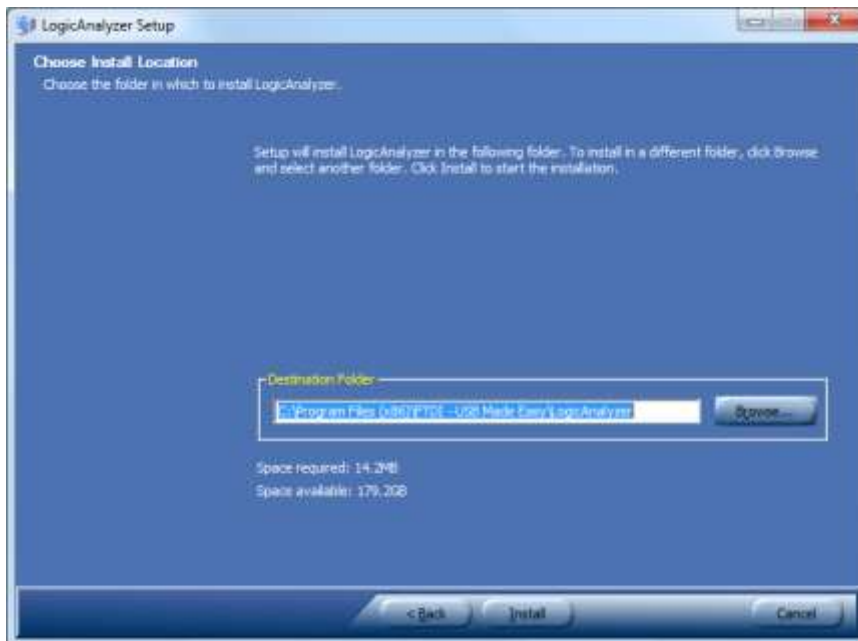 LogicAnalyzer Setup
Choose Install Location
Choose the folder in which to install LogicAnalyzer.
Setup will install LogicAnalyzer in the following folder. To install in a different folder, click Browse
and select another folder. Click Install to start the installation.
Destination Folder
C:\Program Files (x86)\FTDI - USB Made Easy\LogicAnalyzer
Browse...
Space required: 14.2MB
Space available: 179.2GB
< Back
Install
Cancel